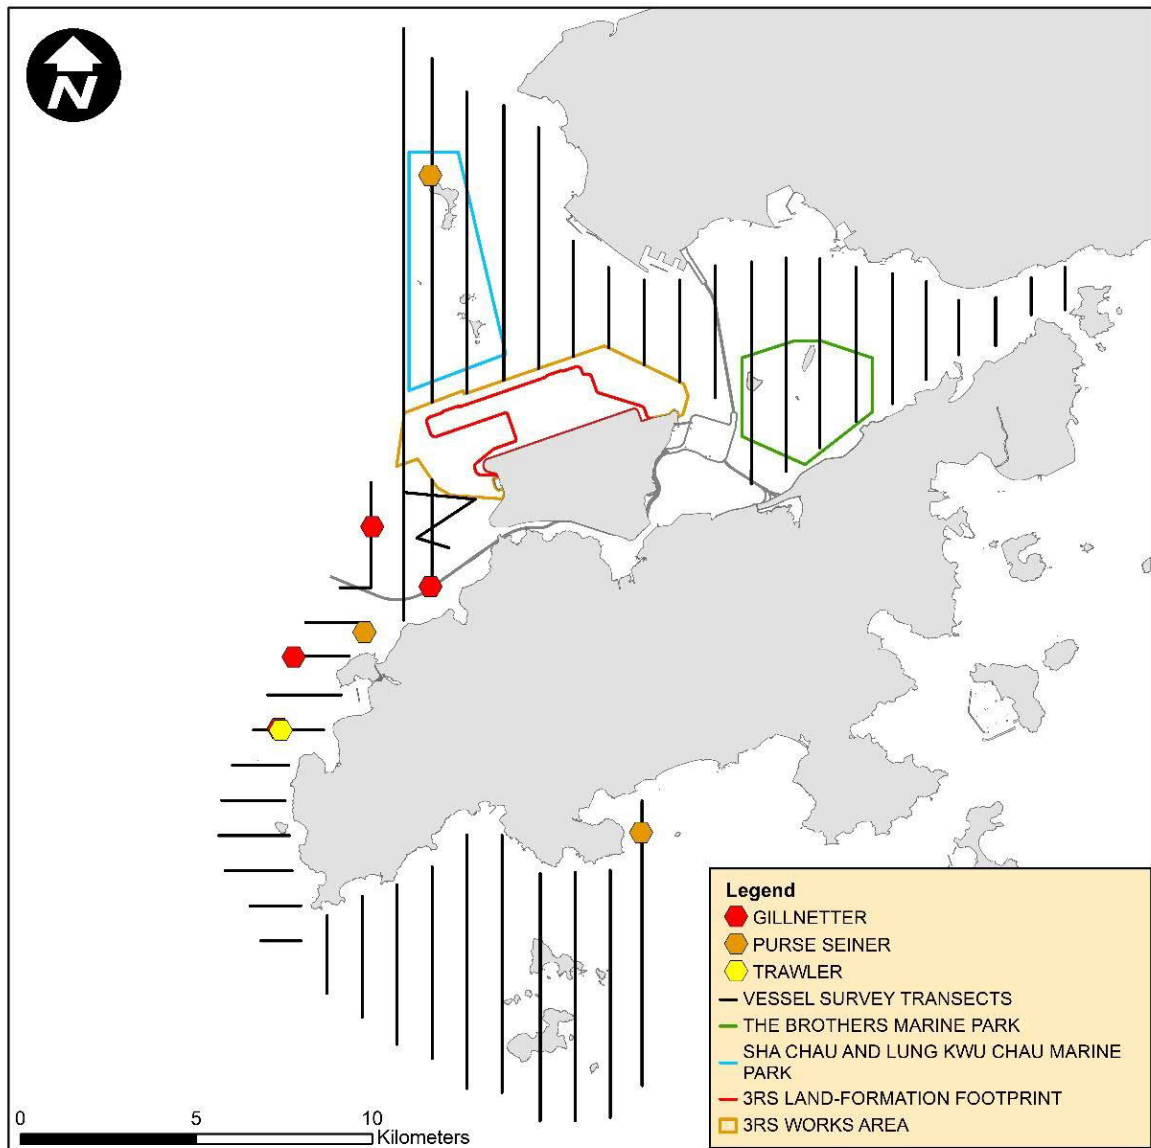 N
Legend
GILLNETTER
PURSE SEINER
TRAWLER
VESSEL SURVEY TRANSECTS
THE BROTHERS MARINE PARK
SHA CHAU AND LUNG KWU CHAU MARINE
PARK
3RS LAND-FORMATION FOOTPRINT
3RS WORKS AREA
0 5 10
Kilometers